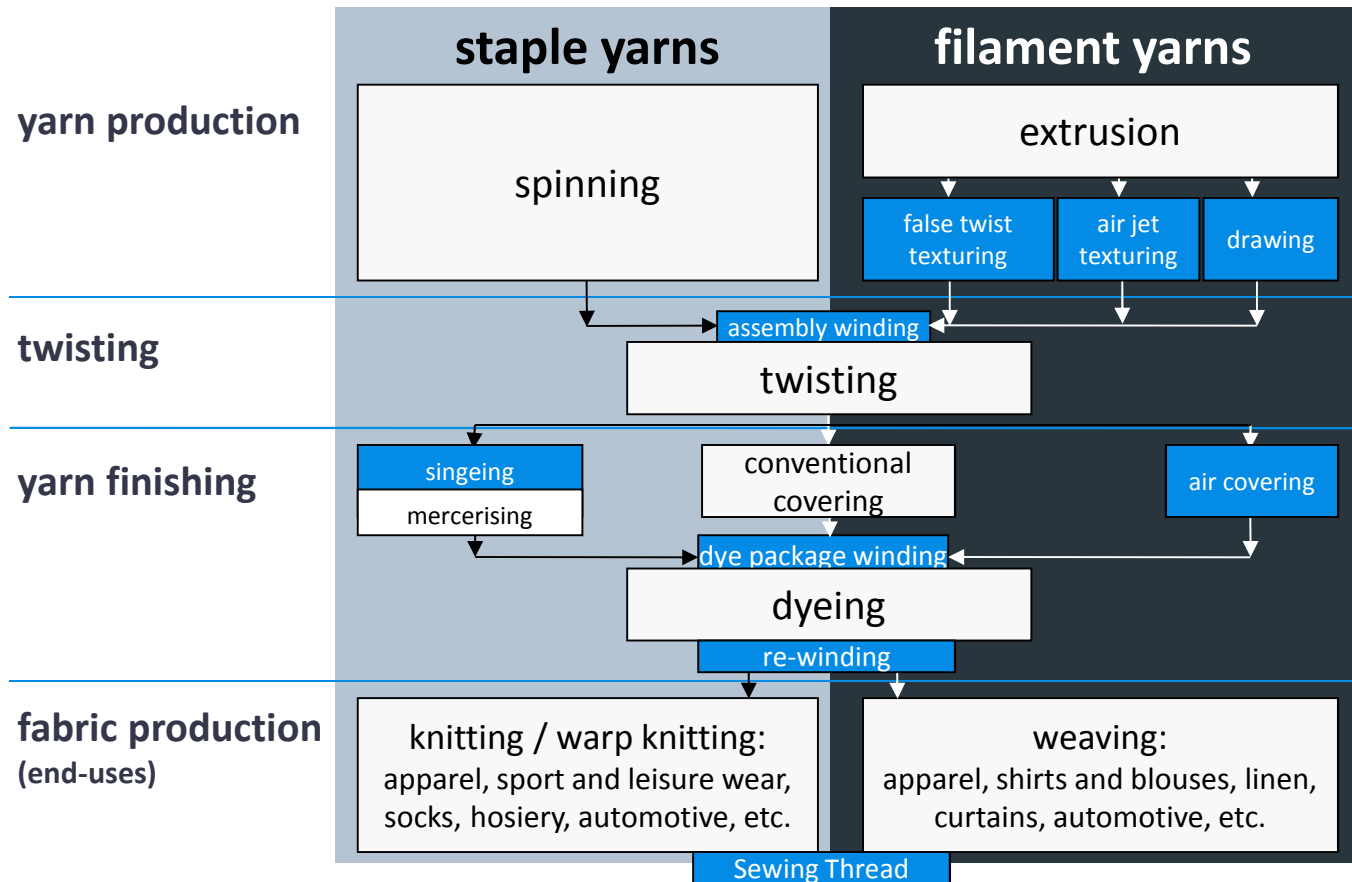 staple yarns
filament yarns
yarn production
spinning
extrusion
false twist
texturing
air jet
texturing
drawing
twisting
assembly winding
twisting
yarn finishing
singeing
mercerising
conventional
covering
air covering
dye package winding
dyeing
re-winding
fabric production
(end-uses)
knitting / warp knitting:
apparel, sport and leisure wear,
socks, hosiery, automotive, etc.
weaving:
apparel, shirts and blouses, linen,
curtains, automotive, etc.
Sewing Thread